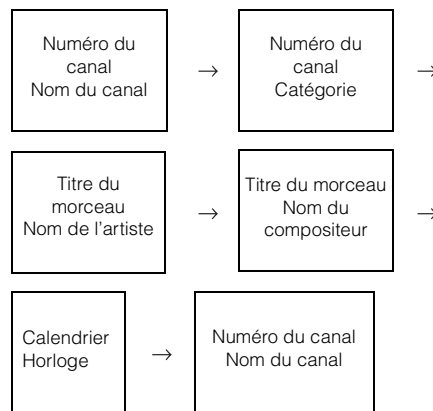 Numéro du
canal
Nom du canal
→
Numéro du
canal
Catégorie
→
Titre du
morceau
Nom de l'artiste
→
Titre du morceau
Nom du
compositeur
→
Calendrier
Horloge
→
Numéro du canal
Nom du canal